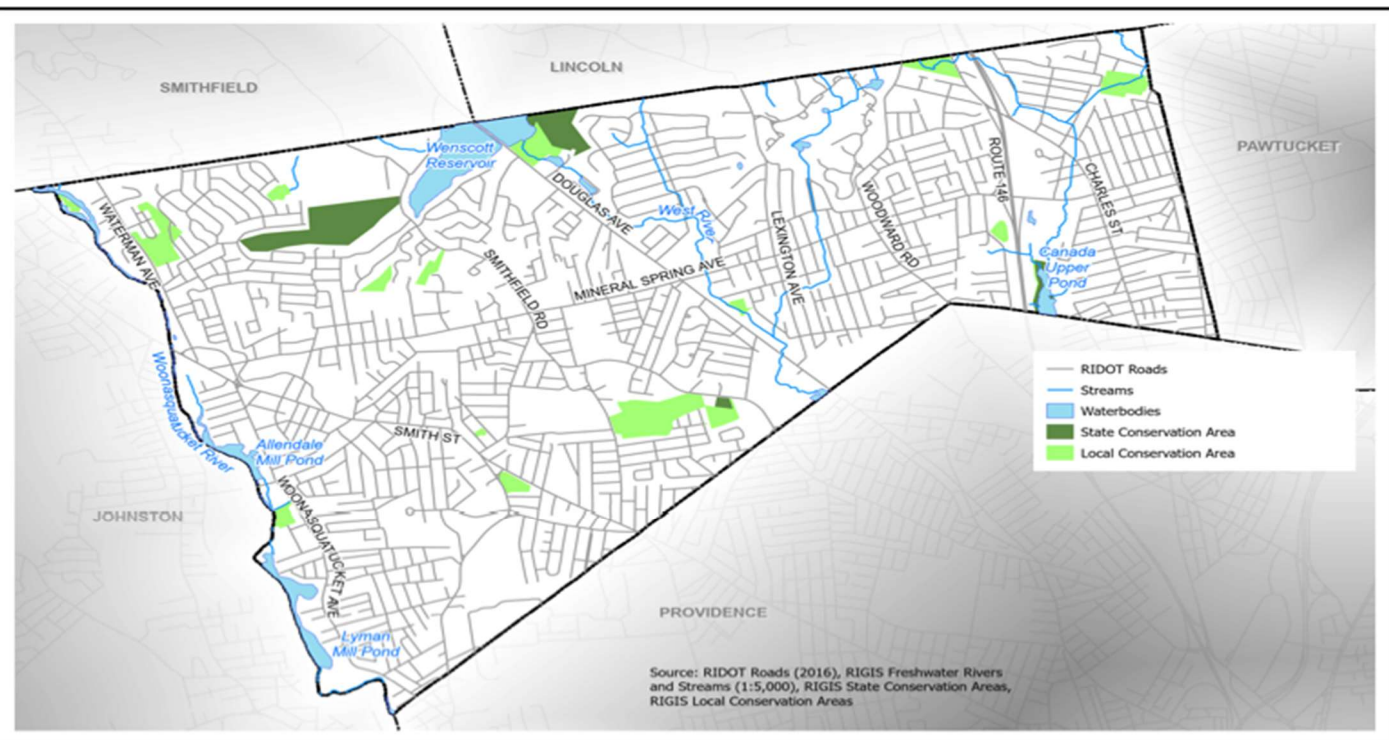 SMITHFIELD
LINCOLN
PAWTUCKET
Wenscott
Reservoir
DOUGLAS AVE
West River
WATERMAN AVE
SMITHFIELD RD
MINERAL SPRING AVE
LEXINGTON AVE
WOODWARD RD
ROUTE 146
CHARLES ST
Canada
Upper
Pond
Woonasquatucket River
RIDOT Roads
Streams
Waterbodies
State Conservation Area
Local Conservation Area
SMITH ST
Allendale
Mill Pond
WOONASQUATUCKET AVE
JOHNSTON
PROVIDENCE
Lyman
Mill Pond
Source: RIDOT Roads (2016), RIGIS Freshwater Rivers
and Streams (1:5,000), RIGIS State Conservation Areas,
RIGIS Local Conservation Areas